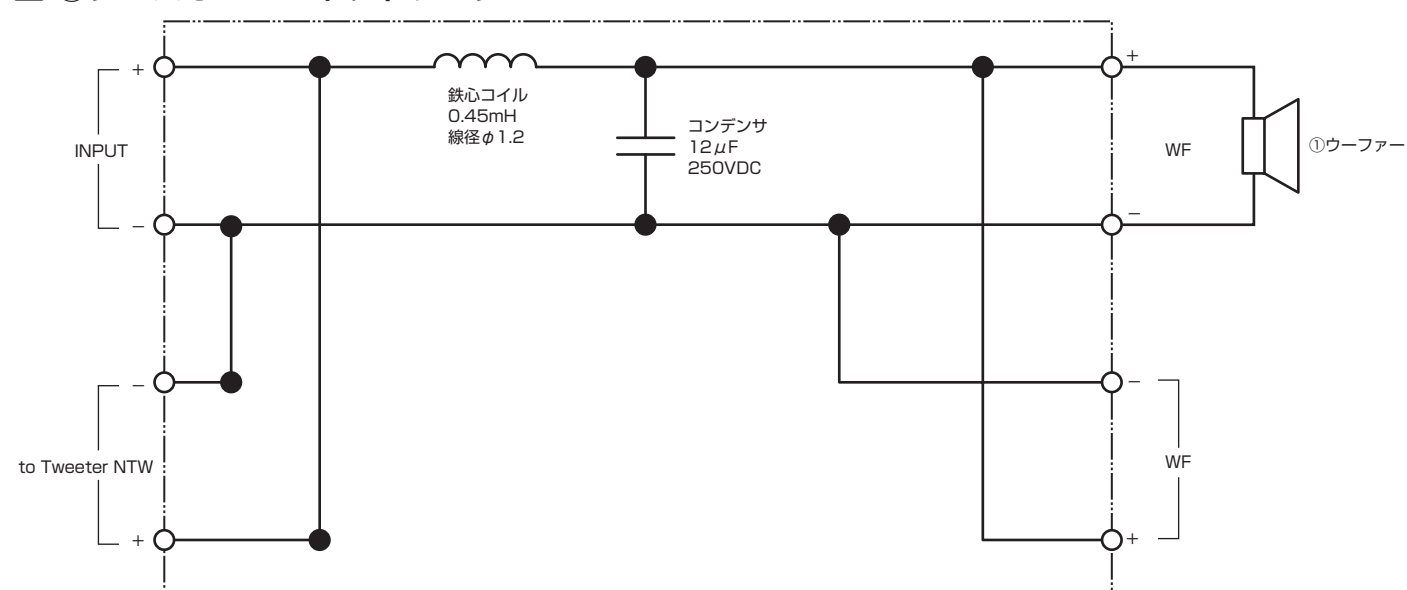 +
INPUT
−
− 
to Tweeter NTW
+
鉄心コイル
0.45mH
線径φ1.2
コンデンサ
12μF
250VDC
+
WF
−
①ウーファー
−
WF
+